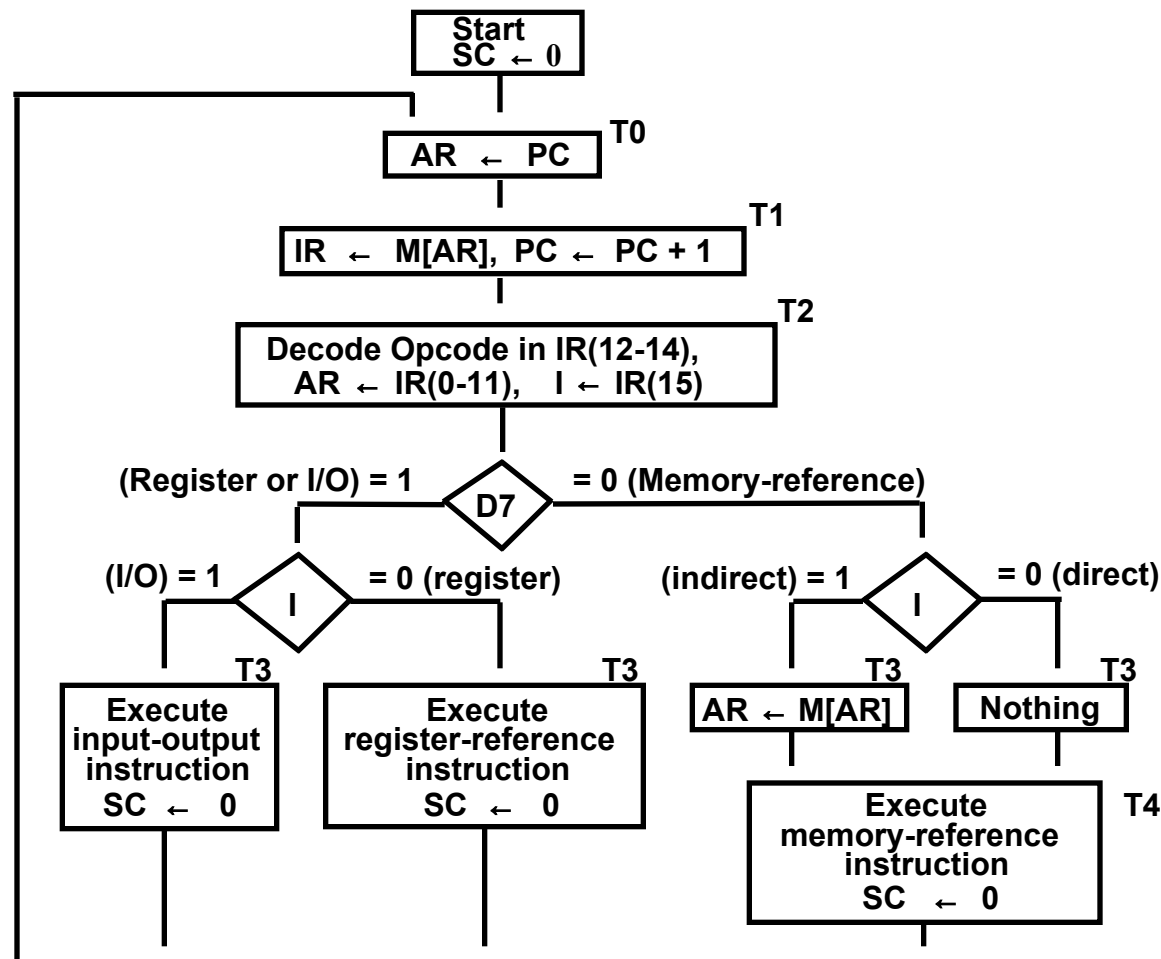 Start
SC ← 0
T0
AR ← PC
T1
IR ← M[AR], PC ← PC + 1
T2
Decode Opcode in IR(12-14),
AR ← IR(0-11), I ← IR(15)
(Register or I/O) = 1
D7
= 0 (Memory-reference)
(I/O) = 1
I
= 0 (register)
(indirect) = 1
I
= 0 (direct)
T3
Execute
input-output
instruction
SC ← 0
T3
Execute
register-reference
instruction
SC ← 0
T3
AR ← M[AR]
T3
Nothing
Execute
memory-reference
instruction
SC ← 0
T4